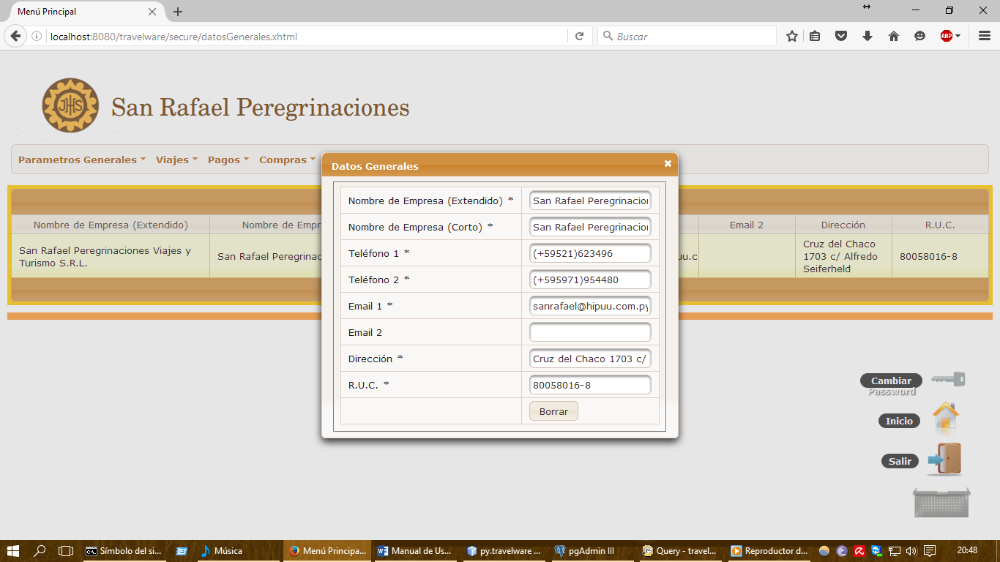 Menú Principal
localhost:8080/travelware/secure/datosGenerales.xhtml
Buscar
ABP
JHS
San Rafael Peregrinaciones
Parametros Generales
Viajes
Pagos
Compras
Datos Generales
Nombre de Empresa (Extendido) *
San Rafael Peregrinacion
Nombre de Empresa (Corto) *
San Rafael Peregrinacion
Teléfono 1 *
(+59521)623496
Teléfono 2 *
(+595971)954480
Email 1 *
sanrafael@hipuu.com.py
Email 2
Dirección *
Cruz del Chaco 1703 c/
R.U.C. *
80058016-8
Borrar
Nombre de Empresa (Extendido)
Nombre de Empr
Email 2
Dirección
R.U.C.
San Rafael Peregrinaciones Viajes y
Turismo S.R.L.
San Rafael Peregrinac
uu.c
Cruz del Chaco
1703 c/ Alfredo
Seiferheld
80058016-8
Cambiar
Password
Inicio
Salir
Símbolo del si...
Música
Menú Principa...
Manual de Us...
py.travelware ...
pgAdmin III
Query - travel...
Reproductor d...
20:48